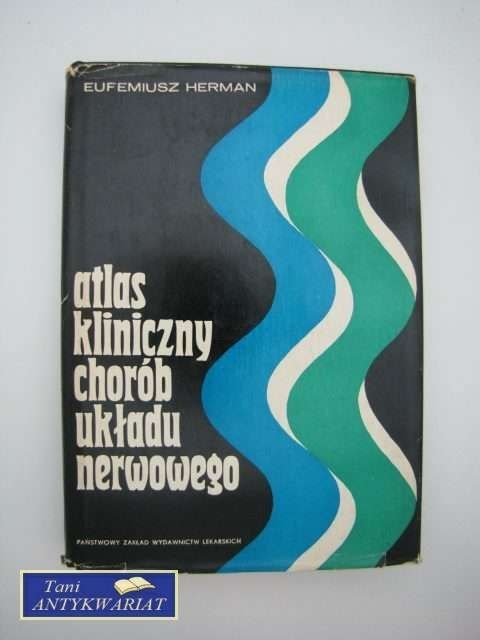 EUFEMIUSZ HERMAN
atlas
kliniczny
chorób
układu
nerwowego
PAŃSTWOWY ZAKŁAD WYDAWNICTW LEKARSKICH
Tani
ANTYKWARIAT